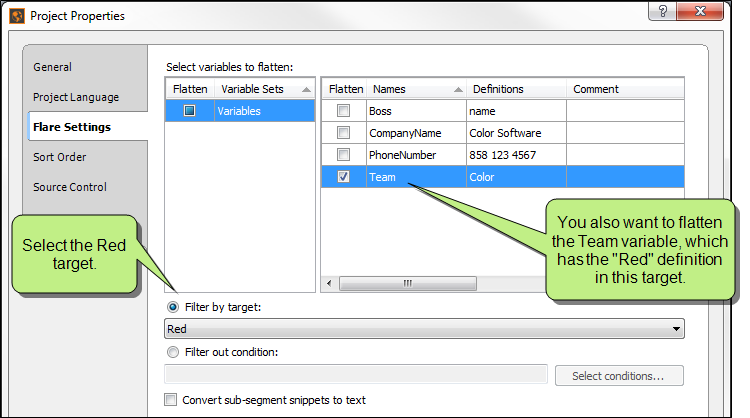 Project Properties
General
Project Language
Flare Settings
Sort Order
Source Control
Select variables to flatten:
Flatten Variable Sets
Variables
Flatten Names Definitions Comment
Boss name
CompanyName Color Software
PhoneNumber 858 123 4567
Team Color
Select the Red
target.
You also want to flatten
the Team variable, which
has the "Red" definition
in this target.
Filter by target:
Red
Filter out condition:
Select conditions...
Convert sub-segment snippets to text